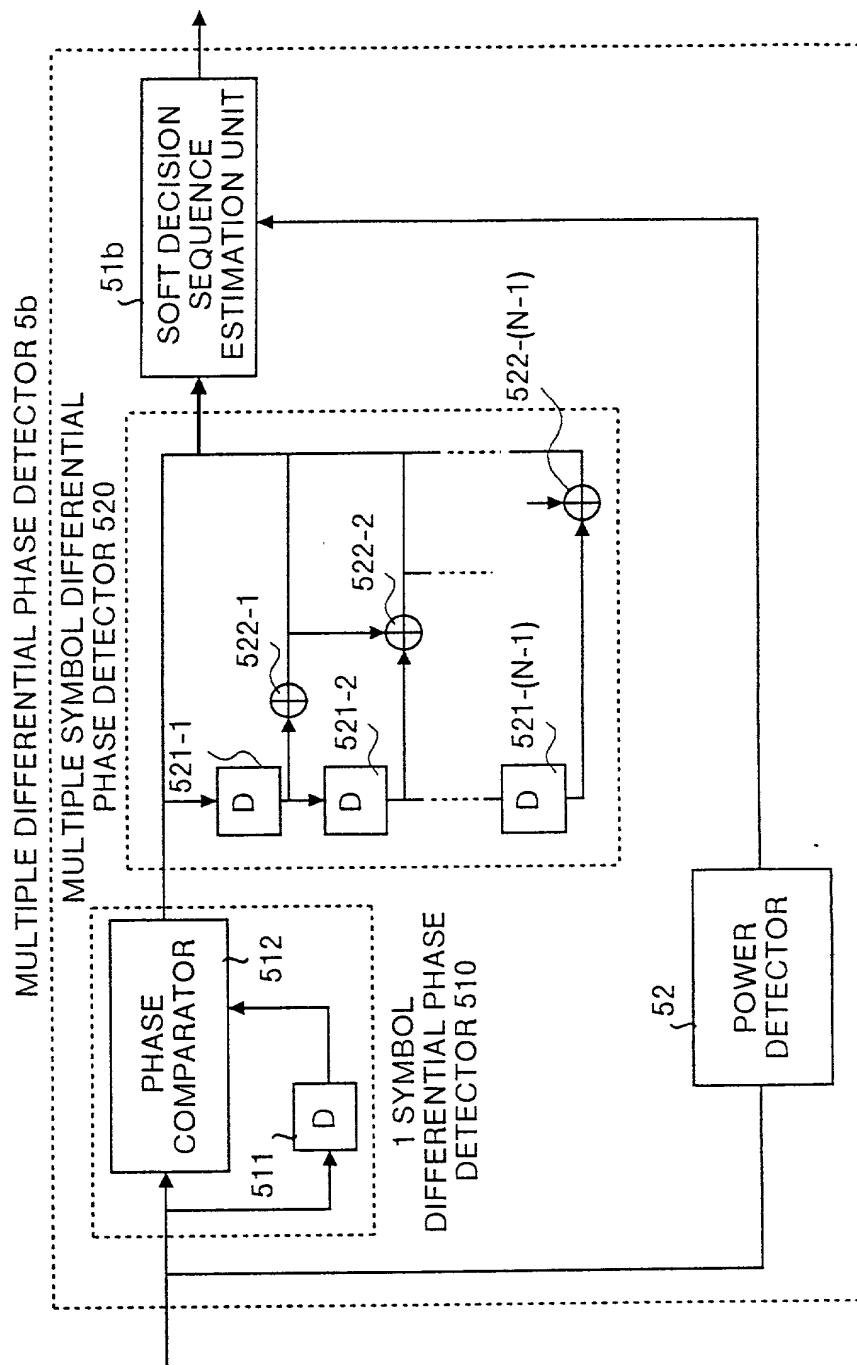 MULTIPLE DIFFERENTIAL PHASE DETECTOR 5b
MULTIPLE SYMBOL DIFFERENTIAL
PHASE DETECTOR 520
PHASE
COMPARATOR
512
511
D
1 SYMBOL
DIFFERENTIAL PHASE
DETECTOR 510
521-1
D
522-1
521-2
D
522-2
521-(N-1)
D
522-(N-1)
51b
SOFT DECISION
SEQUENCE
ESTIMATION UNIT
52
POWER
DETECTOR